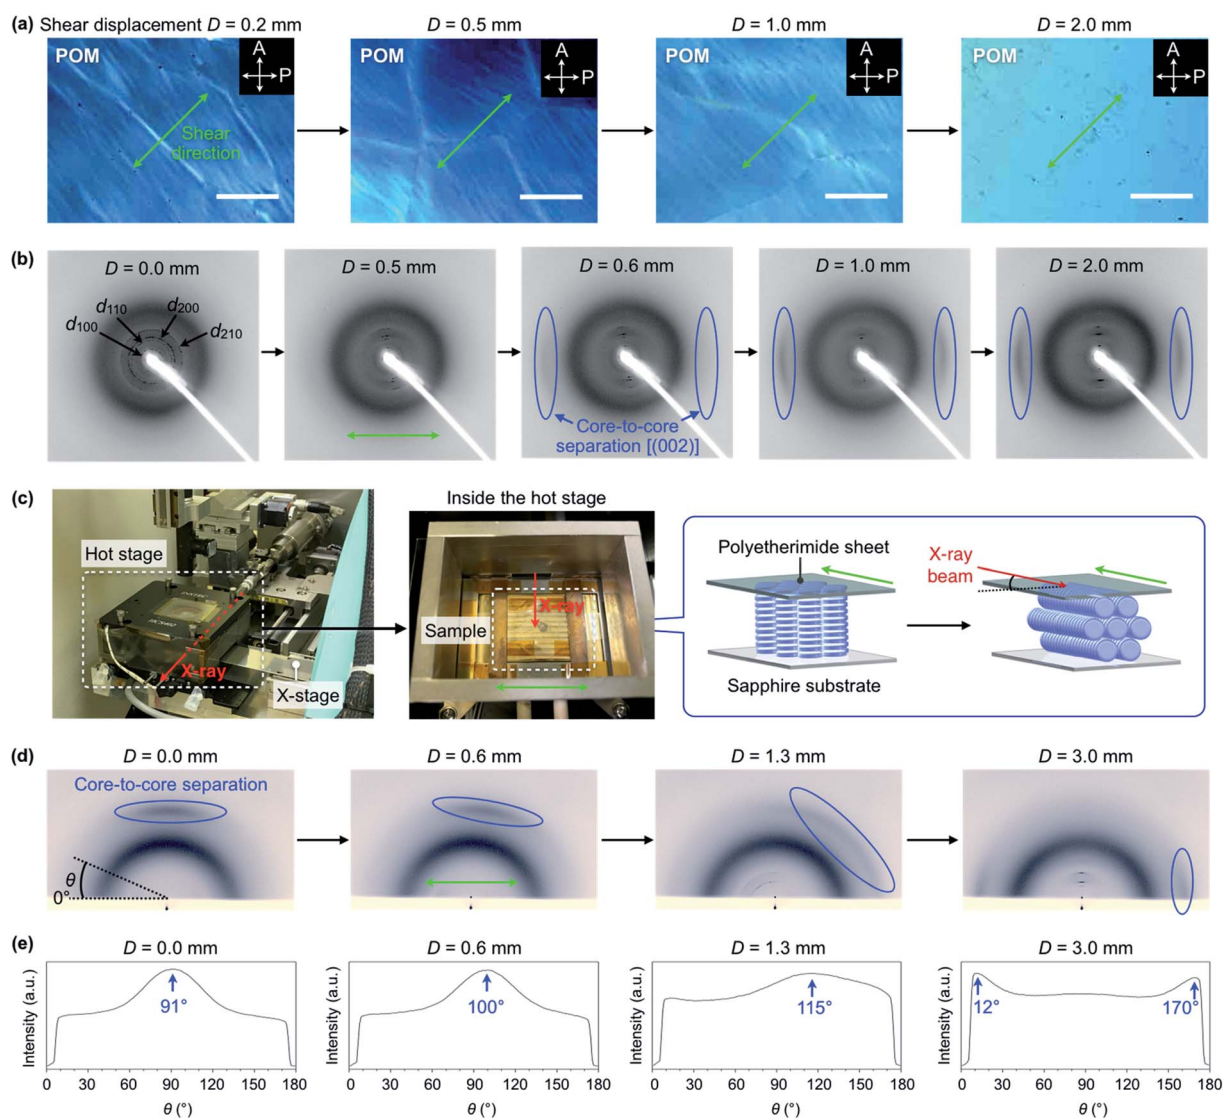 (a) Shear displacement D = 0.2 mm D = 0.5 mm D = 1.0 mm D = 2.0 mm
POM A P POM A P POM A P POM A P
Shear
direction
(b) D = 0.0 mm D = 0.5 mm D = 0.6 mm D = 1.0 mm D = 2.0 mm
d110 d200
d100 d210
Core-to-core
separation [(002)]
(c) Inside the hot stage
Hot stage
Polyetherimide sheet
X-ray
beam
X-ray
Sample
X-ray
X-stage
Sapphire substrate
(d) D = 0.0 mm D = 0.6 mm D = 1.3 mm D = 3.0 mm
Core-to-core separation
θ
0°
(e) D = 0.0 mm D = 0.6 mm D = 1.3 mm D = 3.0 mm
Intensity (a.u.) Intensity (a.u.) Intensity (a.u.) Intensity (a.u.)
91° 100° 115° 12° 170°
0 30 60 90 120 150 180 0 30 60 90 120 150 180 0 30 60 90 120 150 180 0 30 60 90 120 150 180
θ (°) θ (°) θ (°) θ (°)